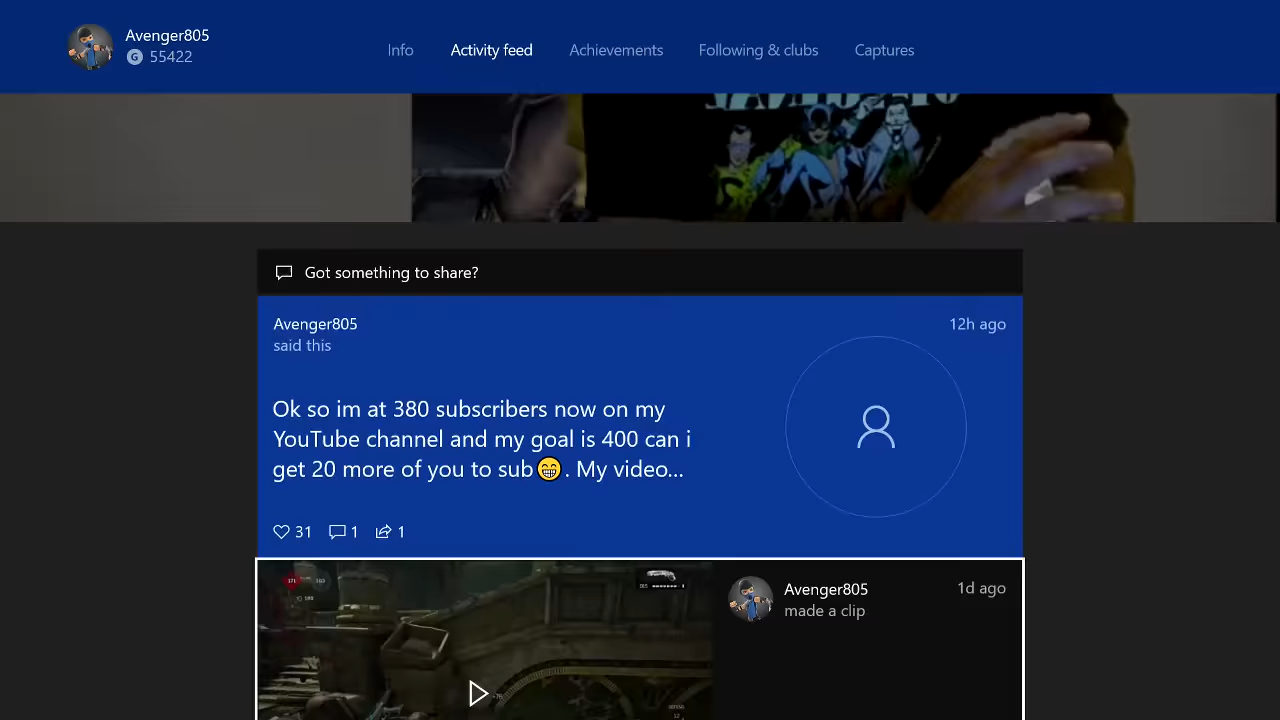 Avenger805
G 55422
Info
Activity feed
Achievements
Following & clubs
Captures
Got something to share?
Avenger805
12h ago
said this
Ok so im at 380 subscribers now on my
YouTube channel and my goal is 400 can i
get 20 more of you to sub😁. My video...
31
1
1
Avenger805
1d ago
made a clip